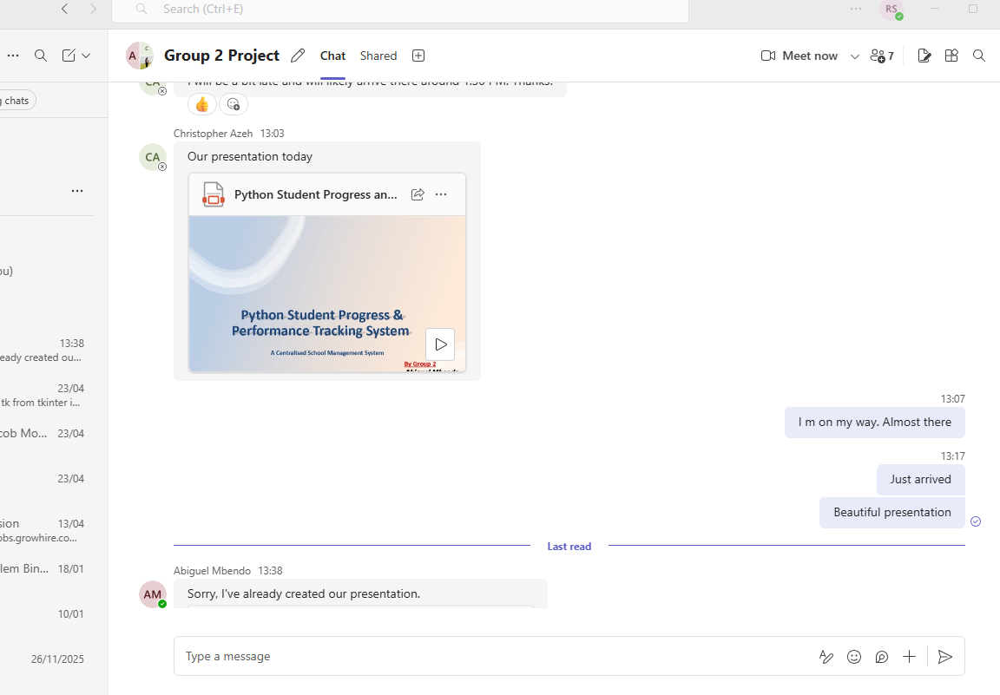 Search (Ctrl+E)
RS
A
C
Group 2 Project
Chat
Shared
Meet now
7
g chats
CA
I will be a bit late and will likely arrive there around 1:30 PM. Thanks.
Christopher Azeh 13:03
CA
Our presentation today
Python Student Progress an...
Python Student Progress &
Performance Tracking System
A Centralised School Management System
By Group 2
Abiguel Mbendo
13:07
I m on my way. Almost there
13:17
Just arrived
Beautiful presentation
Last read
Abiguel Mbendo 13:38
AM
Sorry, I've already created our presentation.
Type a message
ou)
13:38
eady created ou...
23/04
tk from tkinter i...
cob Mo... 23/04
23/04
sion 13/04
obs.growhire.co...
lem Bin... 18/01
10/01
26/11/2025